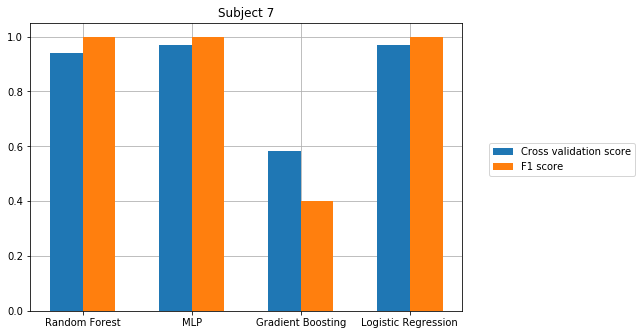 Subject 7
1.0
0.8
0.6
0.4
0.2
0.0
Random Forest MLP Gradient Boosting Logistic Regression
Cross validation score
F1 score